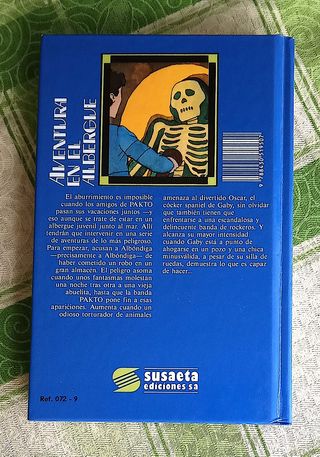 AVENTURA
EN EL
ALBERGUE
El aburrimiento es imposible
cuando los amigos de PAKTO
pasan sus vacaciones juntos —y
eso aunque se trate de estar en un
albergue juvenil junto al mar. Allí
tendrán que intervenir en una serie
de aventuras de lo más peligroso.
Para empezar, acusan a Albóndiga
—precisamente a Albóndiga— de
haber cometido un robo en un
gran almacén. El peligro asoma
cuando unos fantasmas molestan
una noche tras otra a una vieja
abuelita, hasta que la banda
PAKTO pone fin a esas
apariciones. Aumenta cuando un
odioso torturador de animales
amenaza al divertido Oscar, el
cócker spaniel de Gaby, sin olvidar
que también tienen que
enfrentarse a una escandalosa y
delincuente banda de rockeros. Y
alcanza su mayor intensidad
cuando Gaby está a punto de
ahogarse en un pozo y una chica
minusválida, a pesar de su silla de
ruedas, demuestra lo que es capaz
de hacer...
susaeta
ediciones sa
Ref. 072 - 9